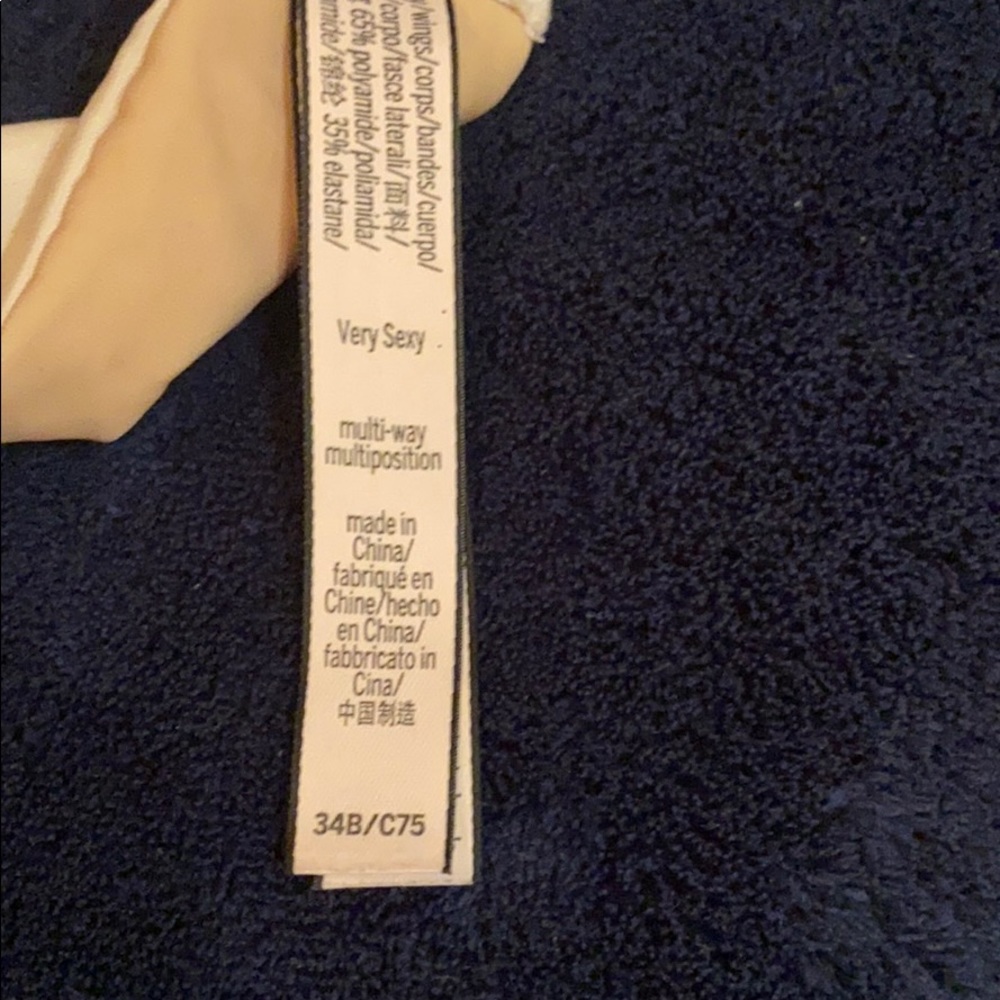 /wings/corps/bandes/cuerpo/
/corpo/fasce laterali/面料/
65% polyamide/poliamida/
锦纶 35% elastane/
Very Sexy
multi-way
multiposition
made in
China/
fabriqué en
Chine/hecho
en China/
fabbricato in
Cina/
中国制造
34B/C75